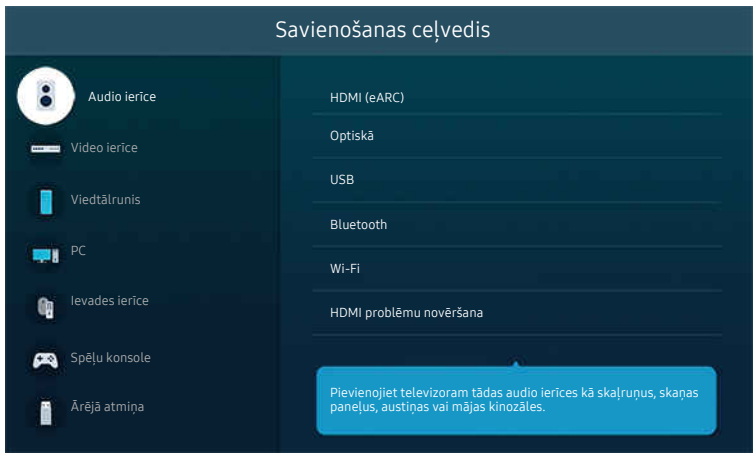 Savienošanas ceļvedis
Audio ierīce
Video ierīce
Viedtālrunis
PC
Ievades ierīce
Spēļu konsole
Ārējā atmiņa
HDMI (eARC)
Optiskā
USB
Bluetooth
Wi-Fi
HDMI problēmu novēršana
Pievienojiet televizoram tādas audio ierīces kā skaļruņus, skaņas
paneļus, austiņas vai mājas kinozāles.